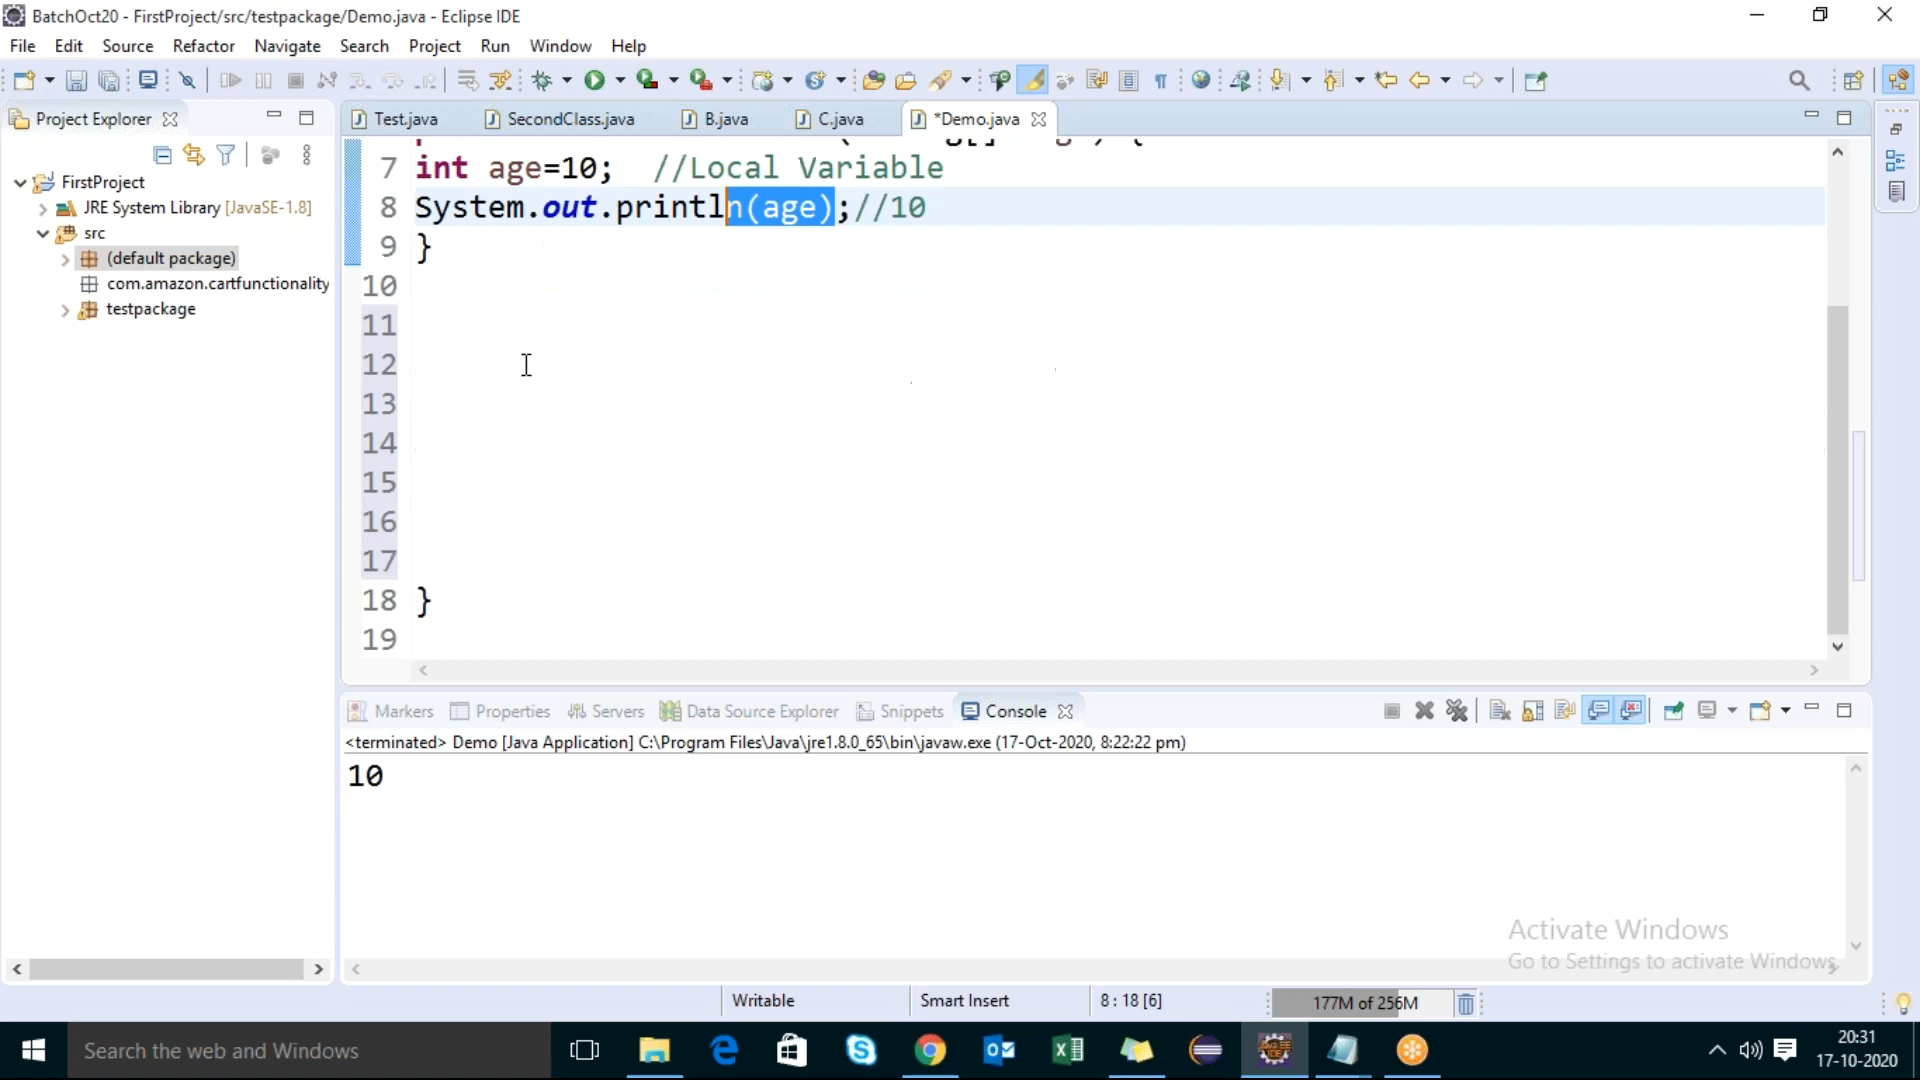 BatchOct20 - FirstProject/src/testpackage/Demo.java - Eclipse IDE
File Edit Source Refactor Navigate Search Project Run Window Help
Project Explorer
FirstProject
JRE System Library [JavaSE-1.8]
src
(default package)
com.amazon.cartfunctionality
testpackage
Test.java SecondClass.java B.java C.java *Demo.java
7 int age=10; //Local Variable
8 System.out.println(age);//10
9 }
10
11
12
13
14
15
16
17
18 }
19
Markers Properties Servers Data Source Explorer Snippets Console
<terminated> Demo [Java Application] C:\Program Files\Java\jre1.8.0_65\bin\javaw.exe (17-Oct-2020, 8:22:22 pm)
10
Activate Windows
Go to Settings to activate Windows.
Writable Smart Insert 8 : 18 [6] 177M of 256M
Search the web and Windows
20:31
17-10-2020